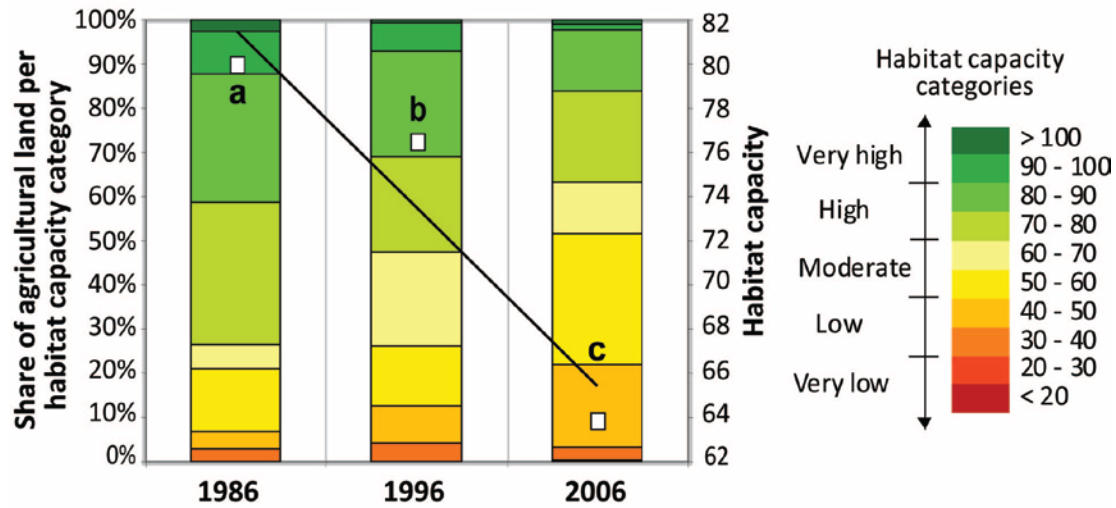 Share of agricultural land per
habitat capacity category
100%
90%
80%
70%
60%
50%
40%
30%
20%
10%
0%
a
b
c
1986
1996
2006
82
80
78
76
74
72
70
68
66
64
62
Habitat capacity
Habitat capacity
categories
Very high
High
Moderate
Low
Very low
> 100
90 - 100
80 - 90
70 - 80
60 - 70
50 - 60
40 - 50
30 - 40
20 - 30
< 20